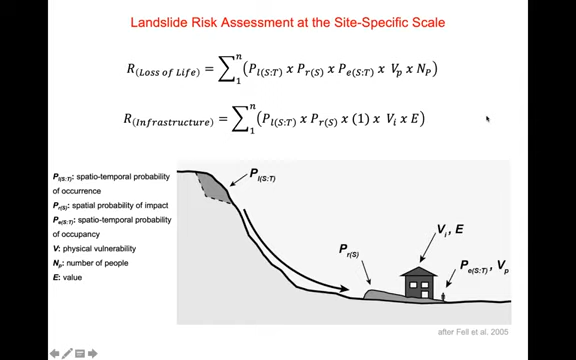 Landslide Risk Assessment at the Site-Specific Scale
R(Loss of Life) = ∑₁ⁿ(Pl(S:T) x Pr(S) x Pe(S:T) x Vp x NP)
R(Infrastructure) = ∑₁ⁿ(Pl(S:T) x Pr(S) x (1) x Vi x E)
Pl(S:T): spatio-temporal probability
of occurrence
Pr(S): spatial probability of impact
Pe(S:T): spatio-temporal probability
of occupancy
V: physical vulnerability
Np: number of people
E: value
Pl(S:T)
Vi, E
Pr(S)
Pe(S:T), Vp
after Fell et al. 2005